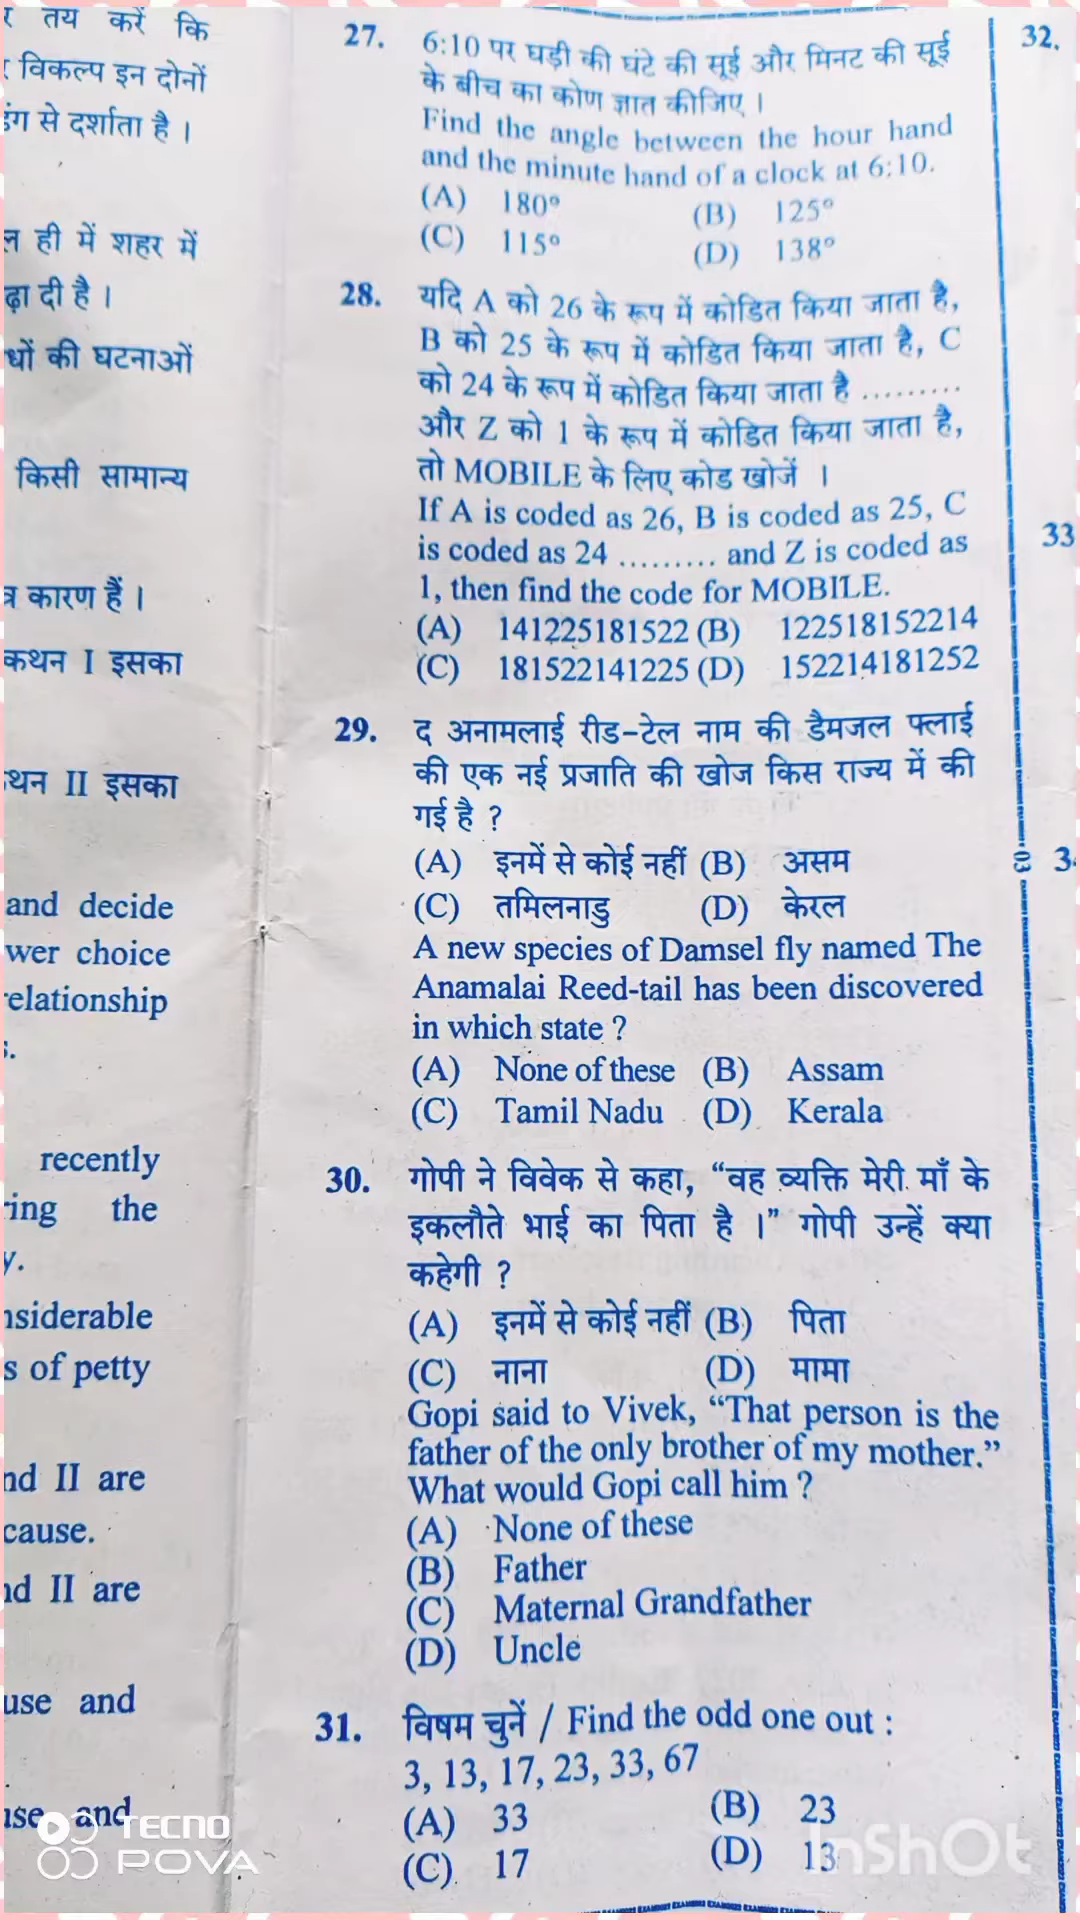 र तय करें कि
र विकल्प इन दोनों
ढंग से दर्शाता है ।
ल ही में शहर में
ढ़ा दी है ।
धों की घटनाओं
किसी सामान्य
त्र कारण हैं ।
कथन I इसका
थन II इसका
and decide
wer choice
elationship
s.
recently
ring the
y.
nsiderable
s of petty
nd II are
cause.
nd II are
use and
use and
27. 6:10 पर घड़ी की घंटे की सूई और मिनट की सूई
के बीच का कोण ज्ञात कीजिए ।
Find the angle between the hour hand
and the minute hand of a clock at 6:10.
(A) 180° (B) 125°
(C) 115° (D) 138°
28. यदि A को 26 के रूप में कोडित किया जाता है,
B को 25 के रूप में कोडित किया जाता है, C
को 24 के रूप में कोडित किया जाता है ..........
और Z को 1 के रूप में कोडित किया जाता है,
तो MOBILE के लिए कोड खोजें ।
If A is coded as 26, B is coded as 25, C
is coded as 24 ......... and Z is coded as
1, then find the code for MOBILE.
(A) 141225181522 (B) 122518152214
(C) 181522141225 (D) 152214181252
29. द अनामलाई रीड-टेल नाम की डैमजल फ्लाई
की एक नई प्रजाति की खोज किस राज्य में की
गई है ?
(A) इनमें से कोई नहीं (B) असम
(C) तमिलनाडु (D) केरल
A new species of Damsel fly named The
Anamalai Reed-tail has been discovered
in which state ?
(A) None of these (B) Assam
(C) Tamil Nadu (D) Kerala
30. गोपी ने विवेक से कहा, “वह व्यक्ति मेरी माँ के
इकलौते भाई का पिता है ।” गोपी उन्हें क्या
कहेगी ?
(A) इनमें से कोई नहीं (B) पिता
(C) नाना (D) मामा
Gopi said to Vivek, “That person is the
father of the only brother of my mother.”
What would Gopi call him ?
(A) None of these
(B) Father
(C) Maternal Grandfather
(D) Uncle
31. विषम चुनें / Find the odd one out :
3, 13, 17, 23, 33, 67
(A) 33 (B) 23
(C) 17 (D) 13
32.
33
03
3
TECNO
POVA
InShOt